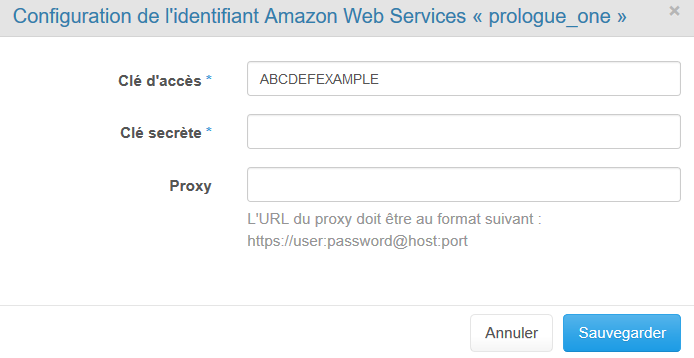 Configuration de l'identifiant Amazon Web Services « prologue_one » ×
Clé d'accès * ABCDEFEXAMPLE
Clé secrète *
Proxy
L'URL du proxy doit être au format suivant :
https://user:password@host:port
Annuler Sauvegarder